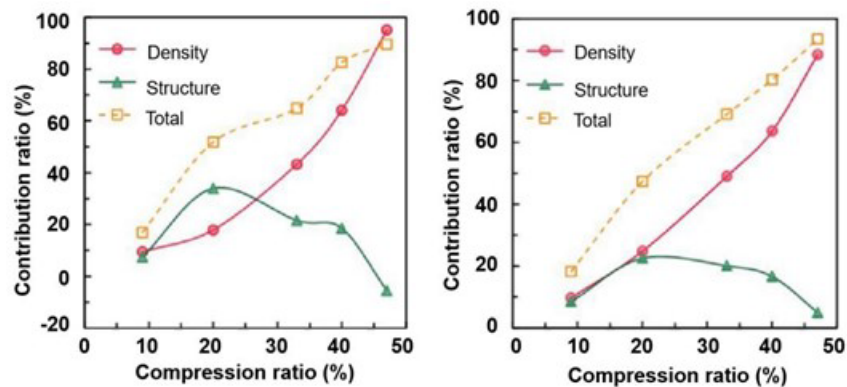 Contribution ratio (%)
100
80
60
40
20
0
-20
Density
Structure
Total
0
10
20
30
40
50
Compression ratio (%)
Contribution ratio (%)
100
80
60
40
20
0
Density
Structure
Total
0
10
20
30
40
50
Compression ratio (%)